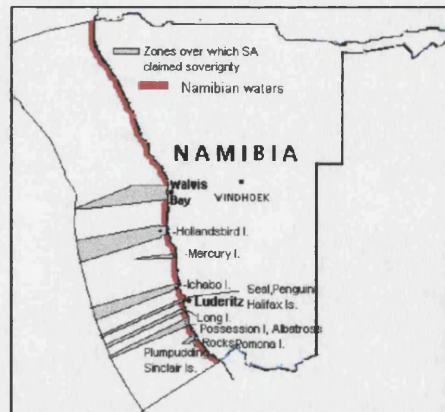 Zones over which SA
claimed soverignty
Namibian waters
NAMIBIA
Walvis
Bay
WINDHOEK
-Hollandsbird I.
-Mercury I.
-Ichabo I.
Seal,Penguin
Halifax Is.
Luderitz
Long I.
Possession I, Albatross
Rocks Pomona I.
Plumpudding
Sinclair Is.